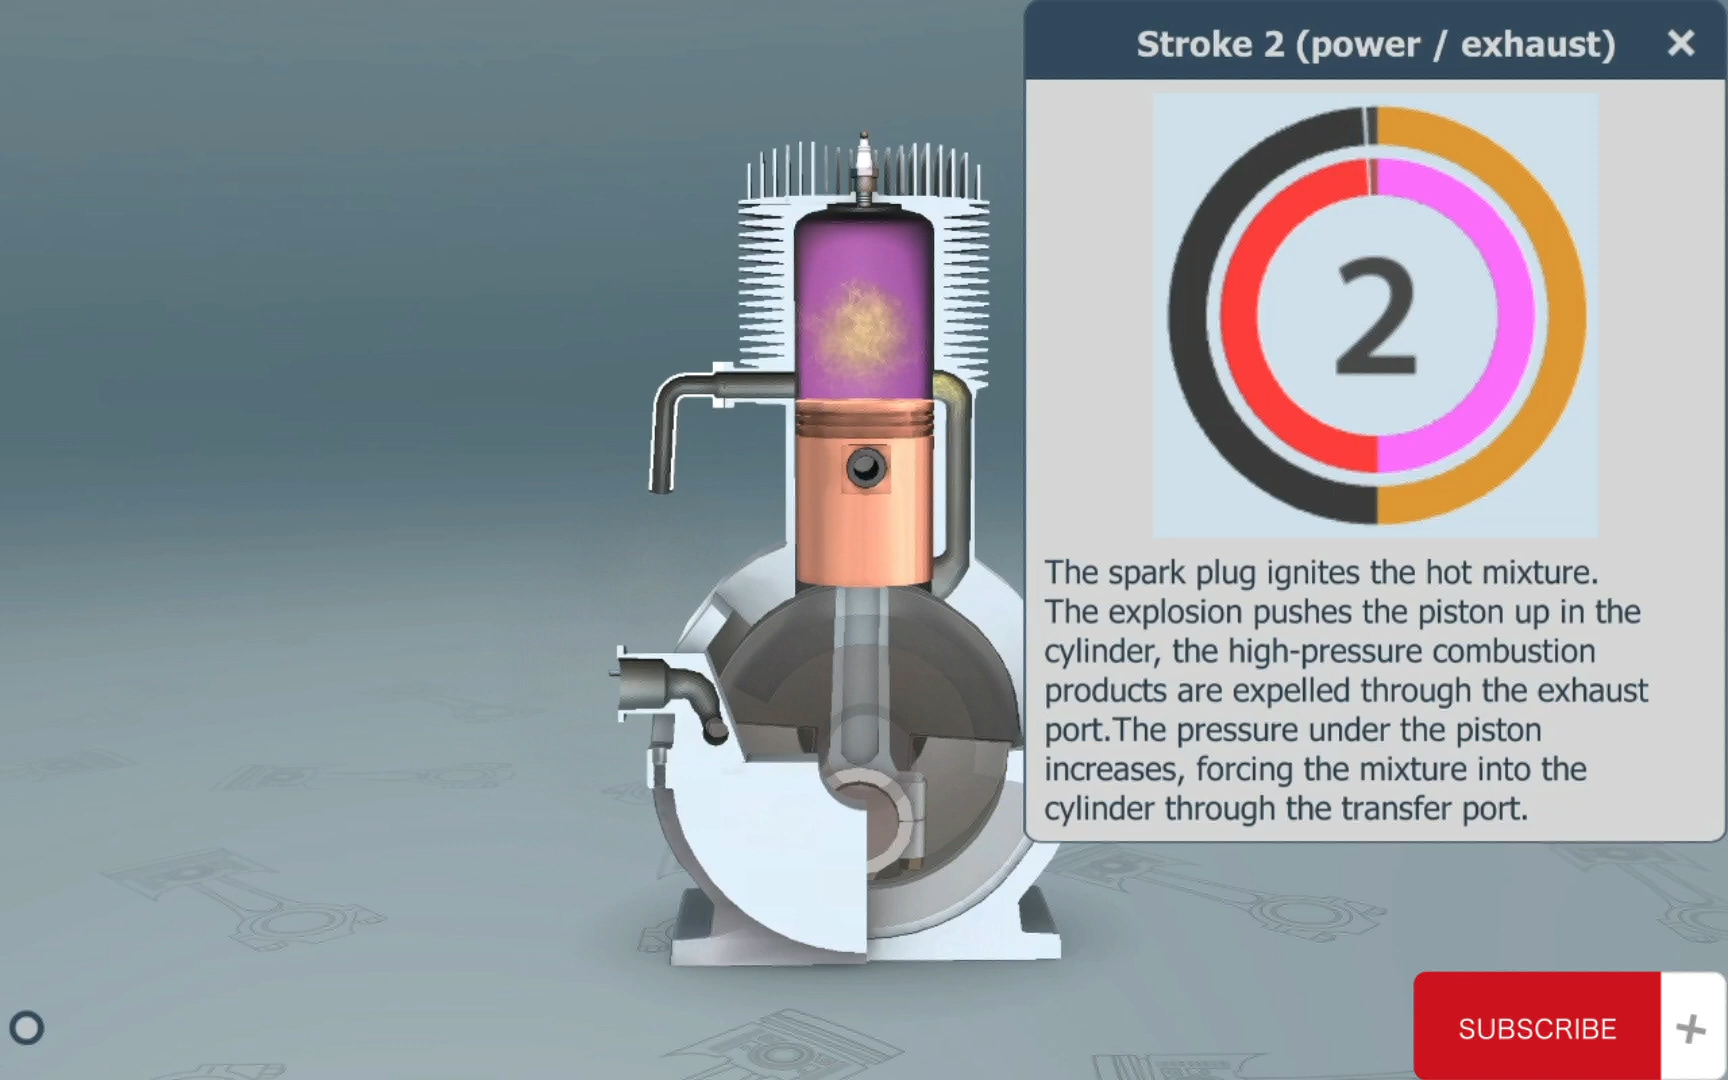 Stroke 2 (power / exhaust) ×
2
The spark plug ignites the hot mixture.
The explosion pushes the piston up in the
cylinder, the high-pressure combustion
products are expelled through the exhaust
port.The pressure under the piston
increases, forcing the mixture into the
cylinder through the transfer port.
SUBSCRIBE +